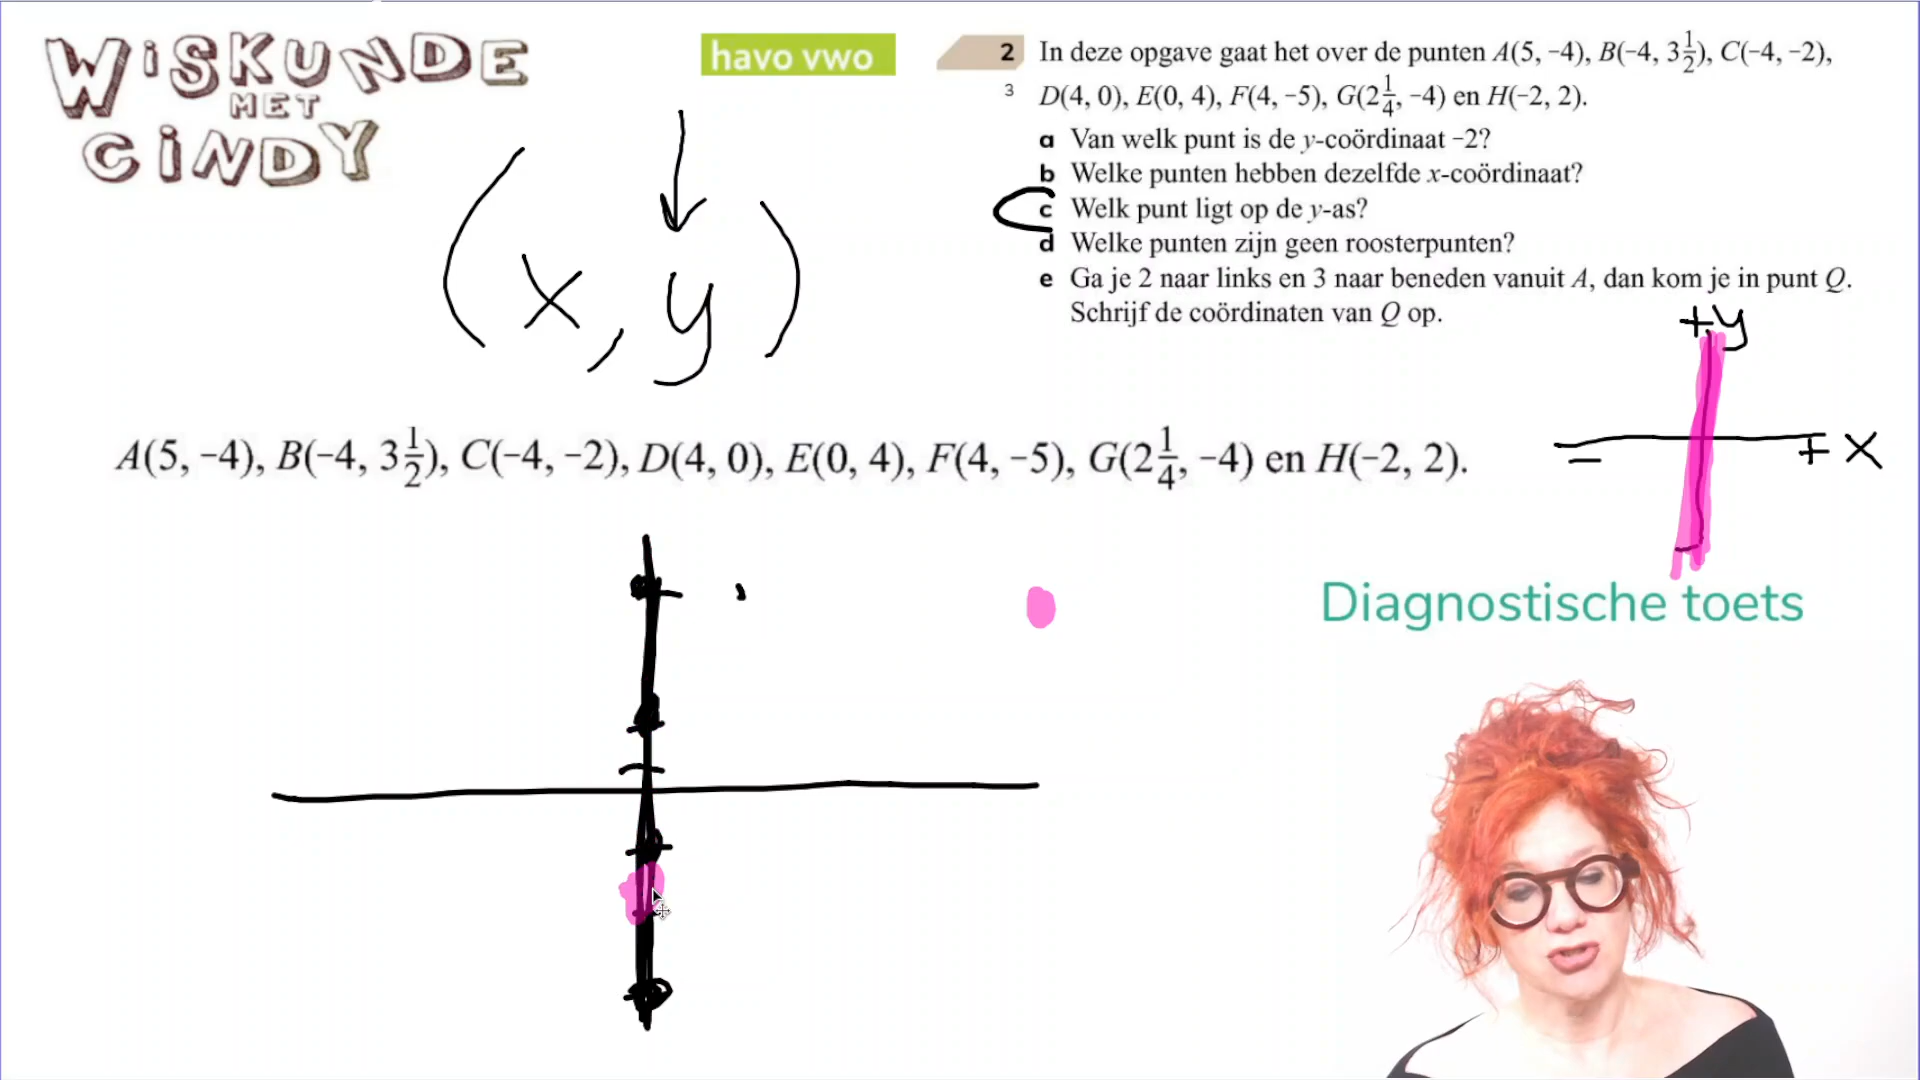 WiSKUNDE
MET
CiNDY
havo vwo
2 In deze opgave gaat het over de punten A(5, −4), B(−4, 3½), C(−4, −2),
3 D(4, 0), E(0, 4), F(4, −5), G(2¼, −4) en H(−2, 2).
a Van welk punt is de y-coördinaat −2?
b Welke punten hebben dezelfde x-coördinaat?
c Welk punt ligt op de y-as?
d Welke punten zijn geen roosterpunten?
e Ga je 2 naar links en 3 naar beneden vanuit A, dan kom je in punt Q.
Schrijf de coördinaten van Q op.
(x, y)
+y
− + x
A(5, −4), B(−4, 3½), C(−4, −2), D(4, 0), E(0, 4), F(4, −5), G(2¼, −4) en H(−2, 2).
Diagnostische toets